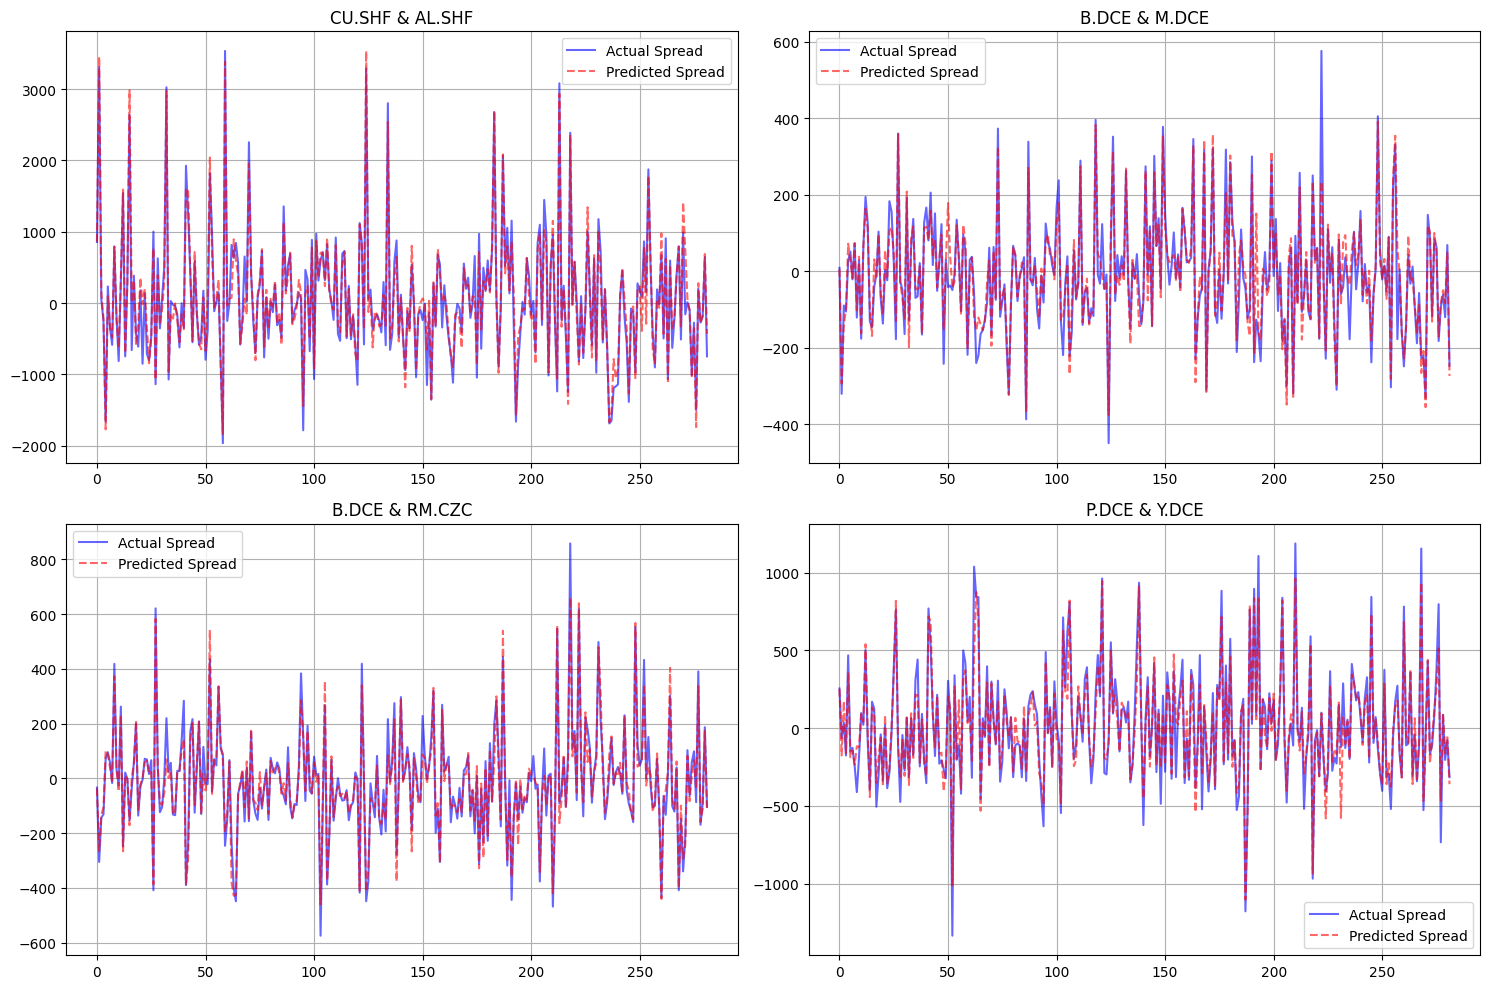 CU.SHF & AL.SHF
Actual Spread
Predicted Spread
3000
2000
1000
0
−1000
−2000
0 50 100 150 200 250
B.DCE & M.DCE
Actual Spread
Predicted Spread
600
400
200
0
−200
−400
0 50 100 150 200 250
B.DCE & RM.CZC
Actual Spread
Predicted Spread
800
600
400
200
0
−200
−400
−600
0 50 100 150 200 250
P.DCE & Y.DCE
1000
500
0
−500
−1000
Actual Spread
Predicted Spread
0 50 100 150 200 250